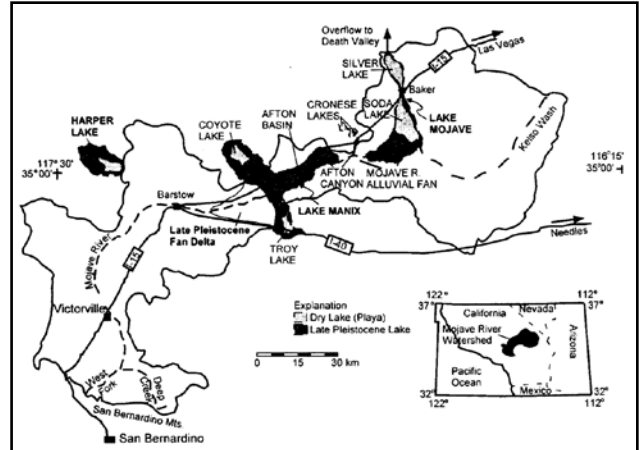 Overflow to
Death Valley
SILVER
LAKE
Las Vegas
I-15
Baker
CRONESE
LAKES
SODA
LAKE
LAKE
MOJAVE
Kelso Wash
AFTON
BASIN
COYOTE
LAKE
HARPER
LAKE
117° 30'
35° 00'
116° 15'
35° 00'
AFTON
CANYON
MOJAVE R.
ALLUVIAL FAN
Barstow
LAKE MANIX
Late Pleistocene
Fan Delta
TROY
LAKE
I-40
Needles
Mojave River
I-15
Victorville
West
Fork
Deep
Creek
San Bernardino Mts.
San Bernardino
Explanation
Dry Lake (Playa)
Late Pleistocene Lake
0 15 30 km
122°
37°
California
Nevada
Mojave River
Watershed
Arizona
Pacific
Ocean
Mexico
32°
32°
122°
112°